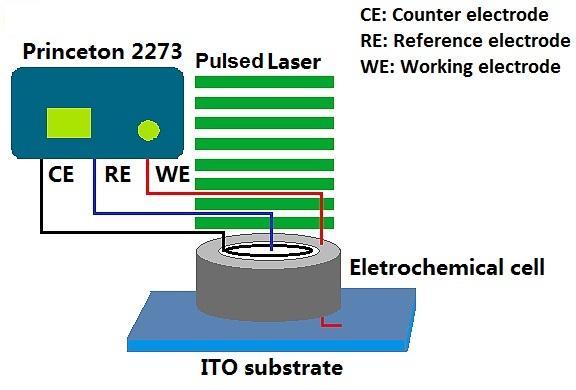 CE: Counter electrode
RE: Reference electrode
WE: Working electrode
Princeton 2273
Pulsed Laser
CE RE WE
Eletrochemical cell
ITO substrate